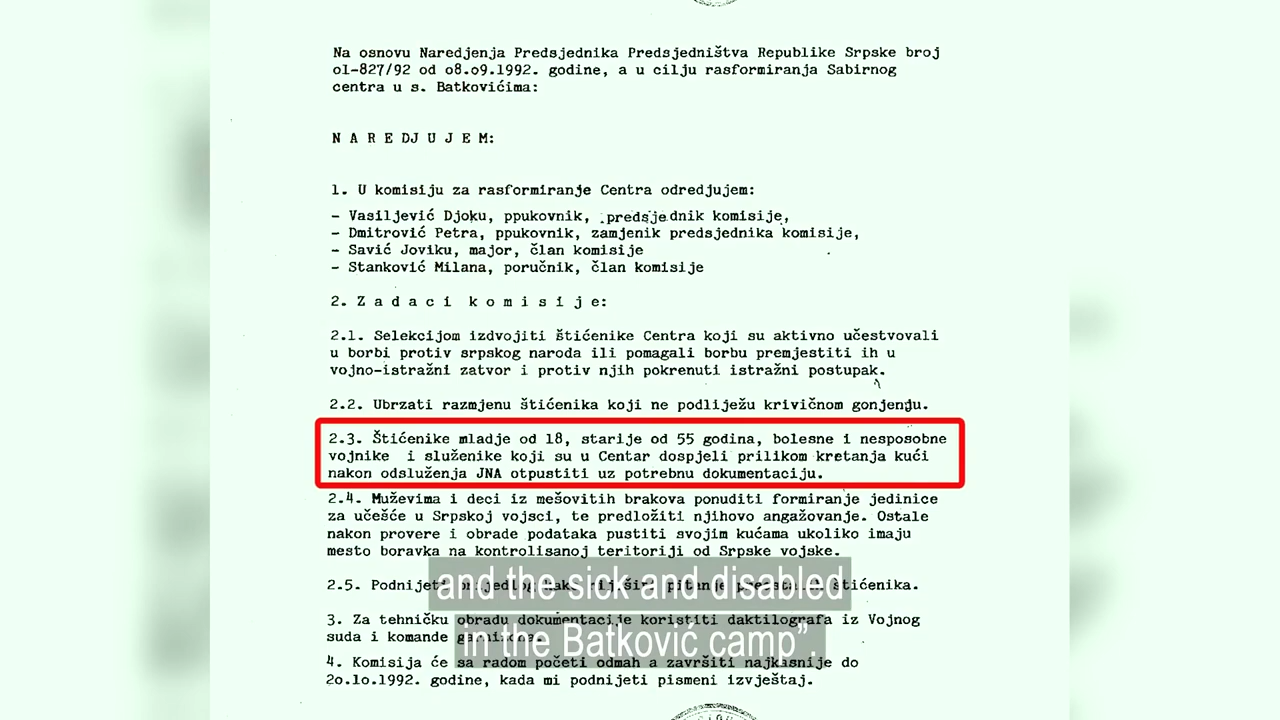 Na osnovu Naredjenja Predsjednika Predsjedništva Republike Srpske broj
ol-827/92 od o8.o9.1992. godine, a u cilju rasformiranja Sabirnog
centra u s. Batkovićima:
N A R E DJ U J E M:
1. U komisiju za rasformiranje Centra odredjujem:
- Vasiljević Djoku, ppukovnik, predsjednik komisije,
- Dmitrović Petra, ppukovnik, zamjenik predsjednika komisije,
- Savić Joviku, major, član komisije
- Stanković Milana, poručnik, član komisije
2. Z a d a c i k o m i s i j e:
2.1. Selekcijom izdvojiti štićenike Centra koji su aktivno učestvovali
u borbi protiv srpskog naroda ili pomagali borbu premjestiti ih u
vojno-istražni zatvor i protiv njih pokrenuti istražni postupak.
2.2. Ubrzati razmjenu štićenika koji ne podliježu krivičnom gonjenju.
2.3. Štićenike mladje od 18, starije od 55 godina, bolesne i nesposobne
vojnike i služenike koji su u Centar dospjeli prilikom kretanja kući
nakon odsluženja JNA otpustiti uz potrebnu dokumentaciju.
2.4. Muževima i deci iz mešovitih brakova ponuditi formiranje jedinice
za učešće u Srpskoj vojsci, te predložiti njihovo angažovanje. Ostale
nakon provere i obrade podataka pustiti svojim kućama ukoliko imaju
mesto boravka na kontrolisanoj teritoriji od Srpske vojske.
2.5. Podnijeti štićenika.
and the sick and disabled
3. Za tehničku obradu dokumentacije koristiti daktilografa iz Vojnog
suda i komande
in the Batković camp”.
4. Komisija će sa radom početi odmah a završiti najkasnije do
2o.lo.1992. godine, kada mi podnijeti pismeni izvještaj.